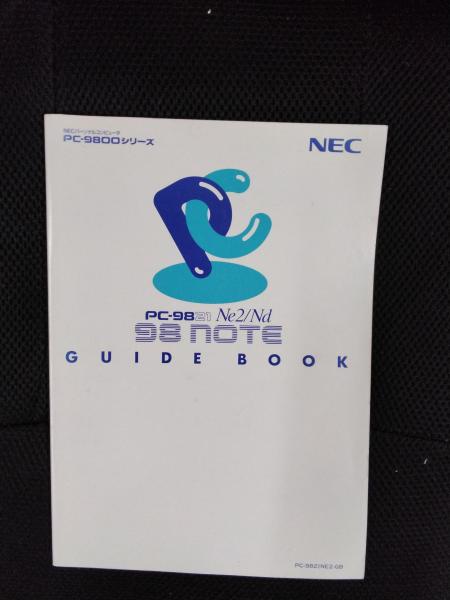 NECパーソナルコンピュータ
PC-9800シリーズ
NEC
PC
PC-9821 Ne2/Nd
98 NOTE
GUIDE BOOK
PC-9821NE2-GB